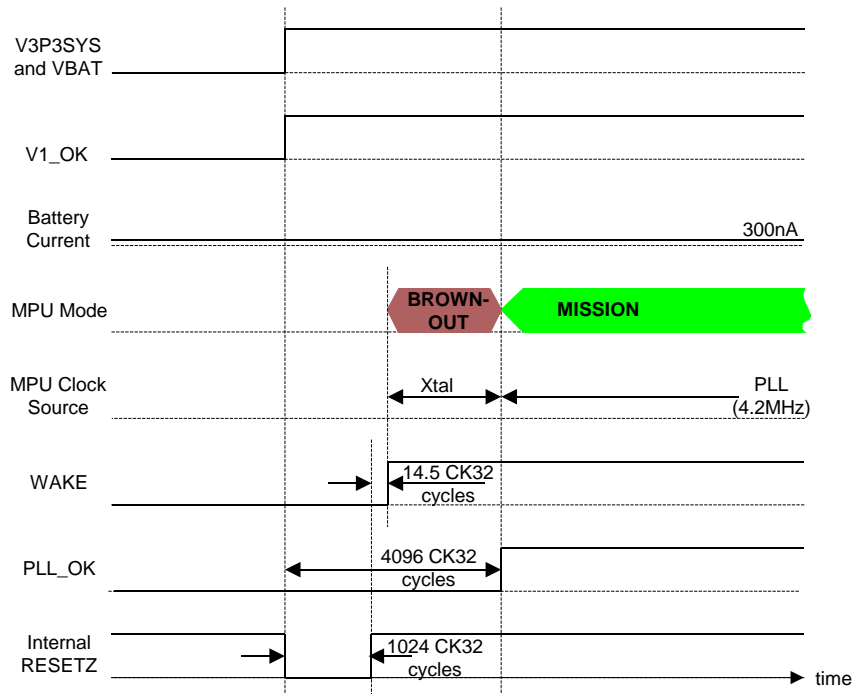 V3P3SYS
and VBAT
V1_OK
Battery
Current
300nA
MPU Mode
BROWN-
OUT
MISSION
MPU Clock
Source
Xtal
PLL
(4.2MHz)
WAKE
14.5 CK32
cycles
PLL_OK
4096 CK32
cycles
Internal
RESETZ
1024 CK32
cycles
time